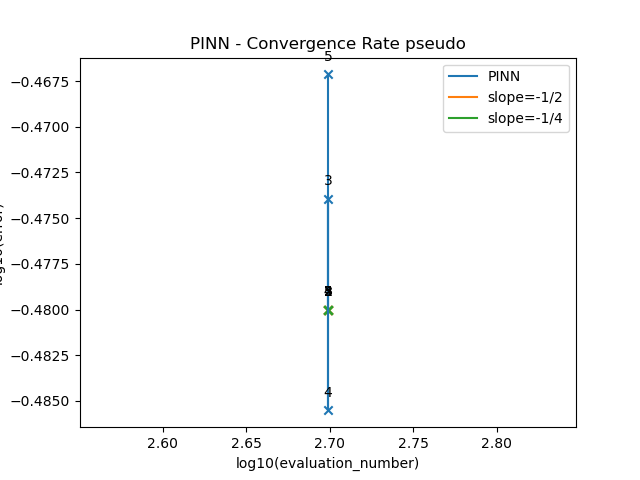 PINN - Convergence Rate pseudo
5
−0.4675
PINN
slope=-1/2
slope=-1/4
−0.4700
−0.4725
3
−0.4750
−0.4775
−0.4800
−0.4825
−0.4850
4
2.60 2.65 2.70 2.75 2.80
log10(evaluation_number)